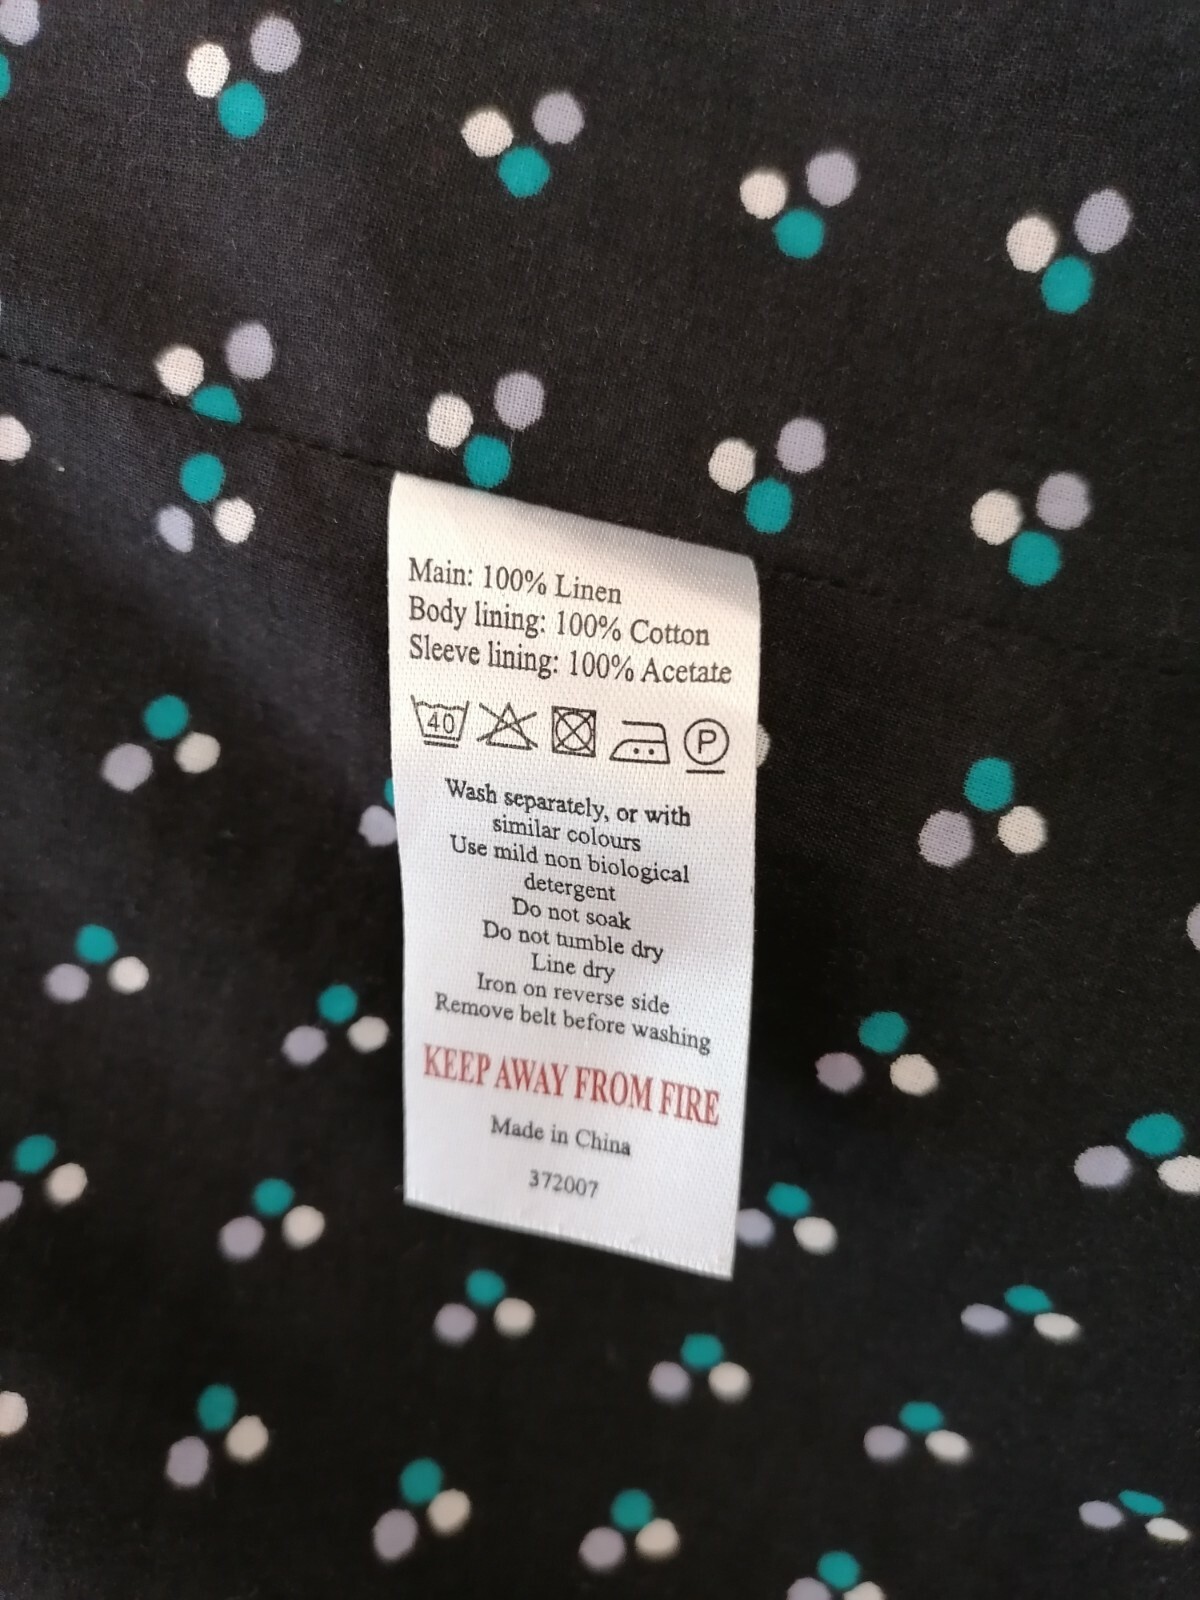 Main: 100% Linen
Body lining: 100% Cotton
Sleeve lining: 100% Acetate
40 P
Wash separately, or with
similar colours
Use mild non biological
detergent
Do not soak
Do not tumble dry
Line dry
Iron on reverse side
Remove belt before washing
KEEP AWAY FROM FIRE
Made in China
372007